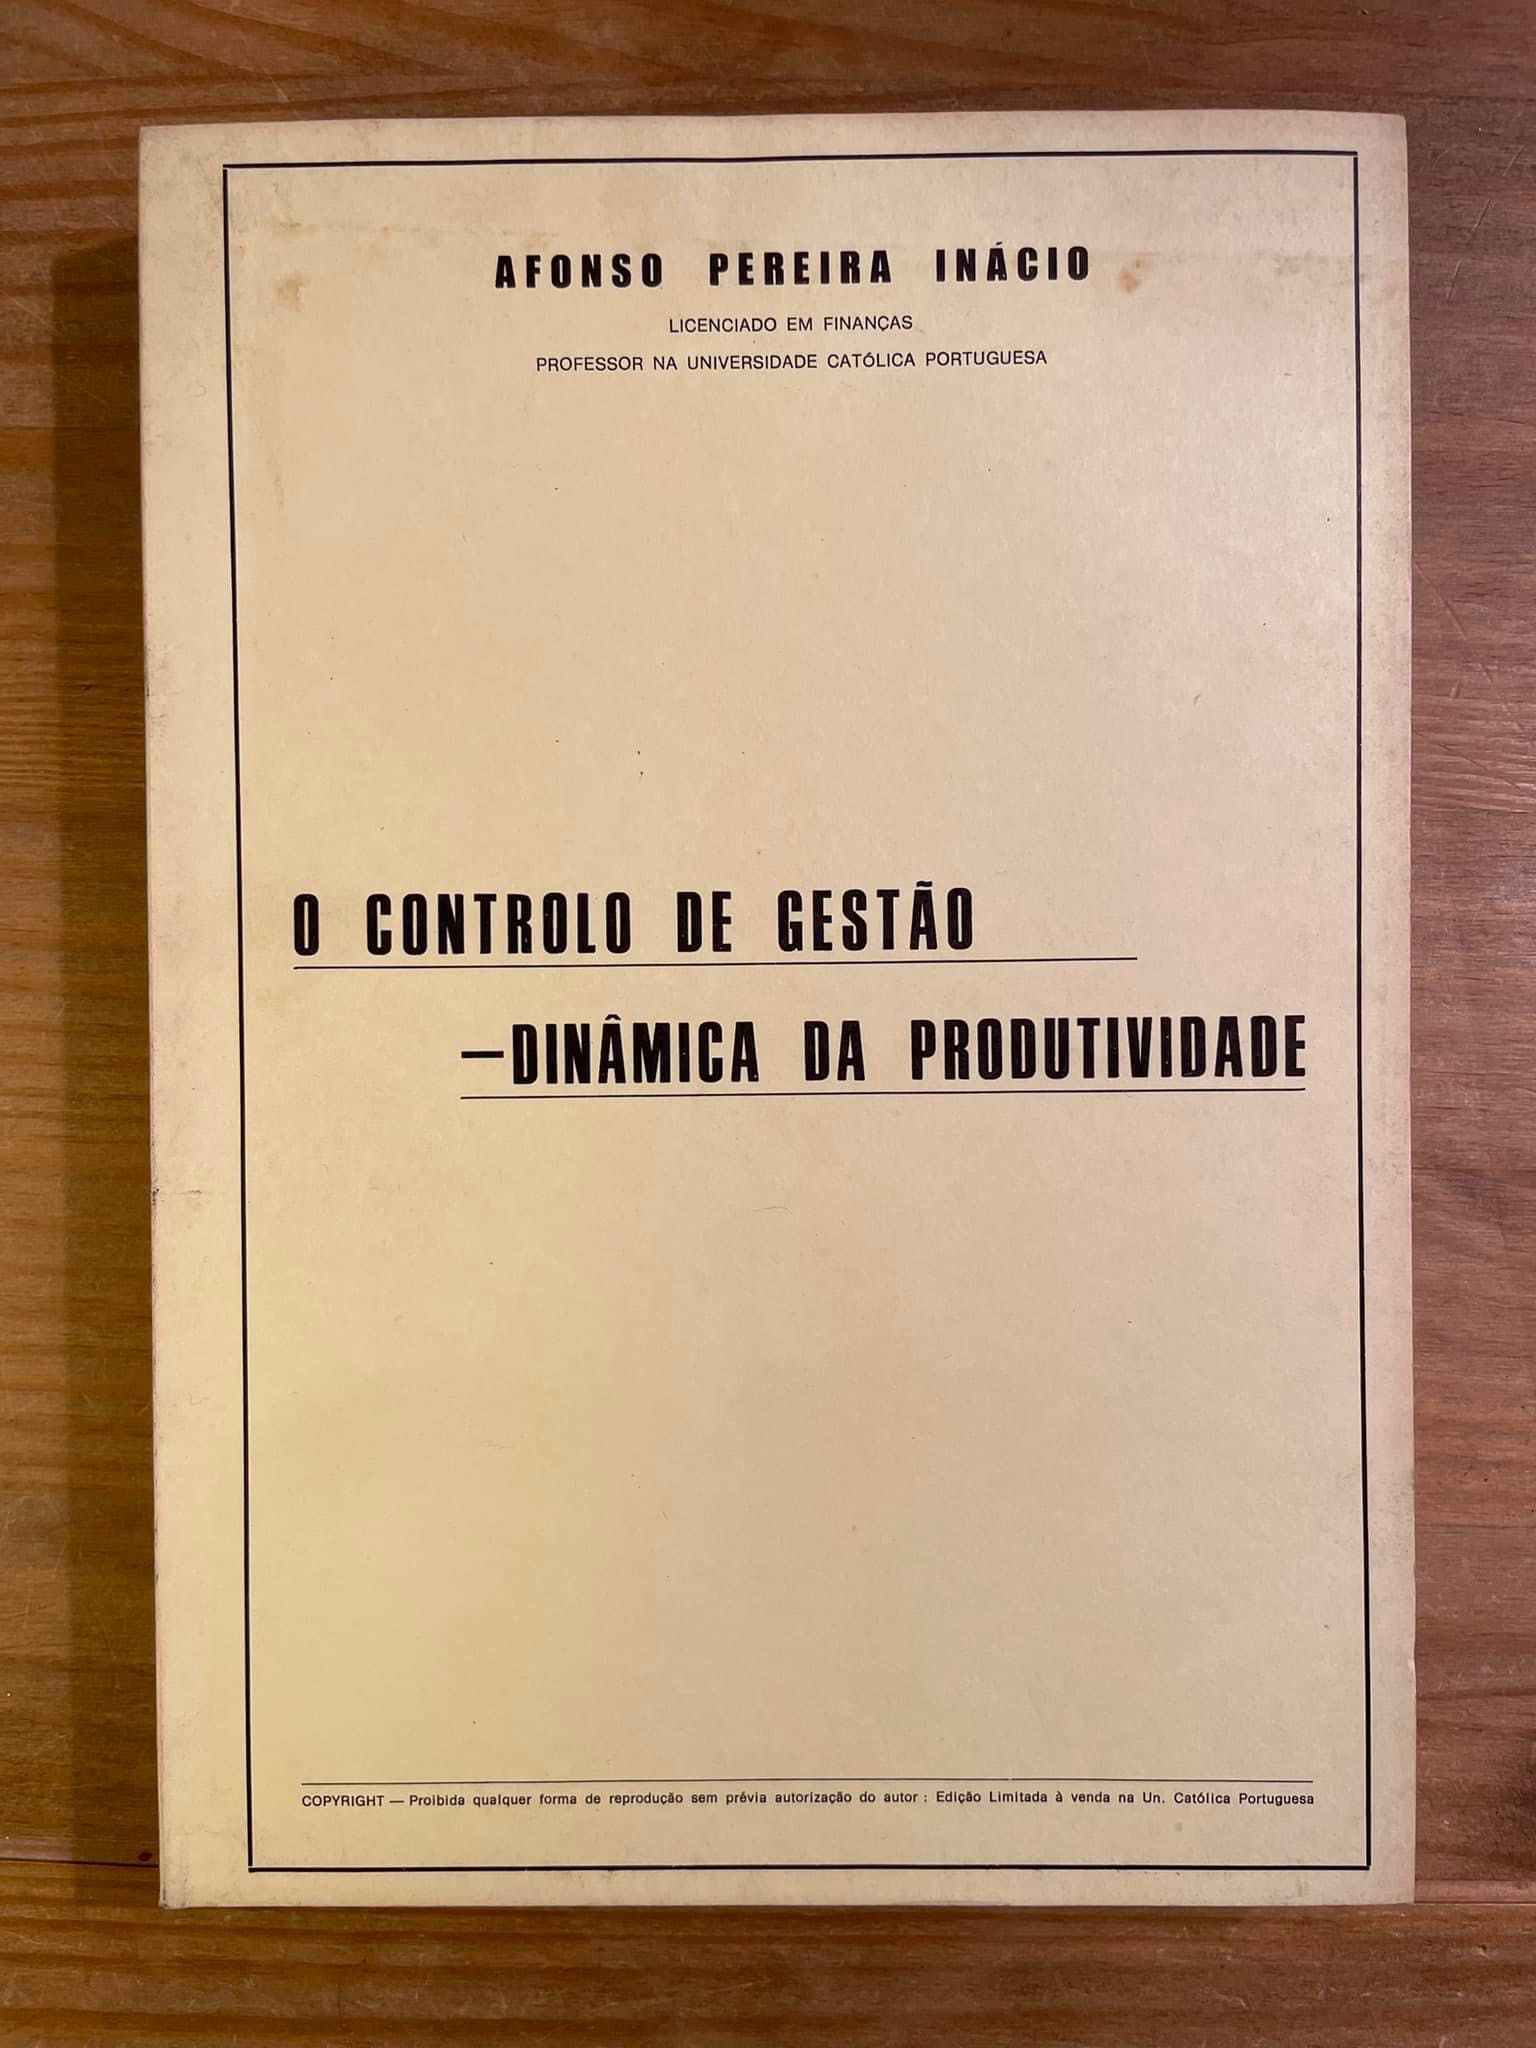 AFONSO PEREIRA INÁCIO
LICENCIADO EM FINANÇAS
PROFESSOR NA UNIVERSIDADE CATÓLICA PORTUGUESA
O CONTROLO DE GESTÃO
—DINÂMICA DA PRODUTIVIDADE
COPYRIGHT — Proibida qualquer forma de reprodução sem prévia autorização do autor : Edição Limitada à venda na Un. Católica Portuguesa